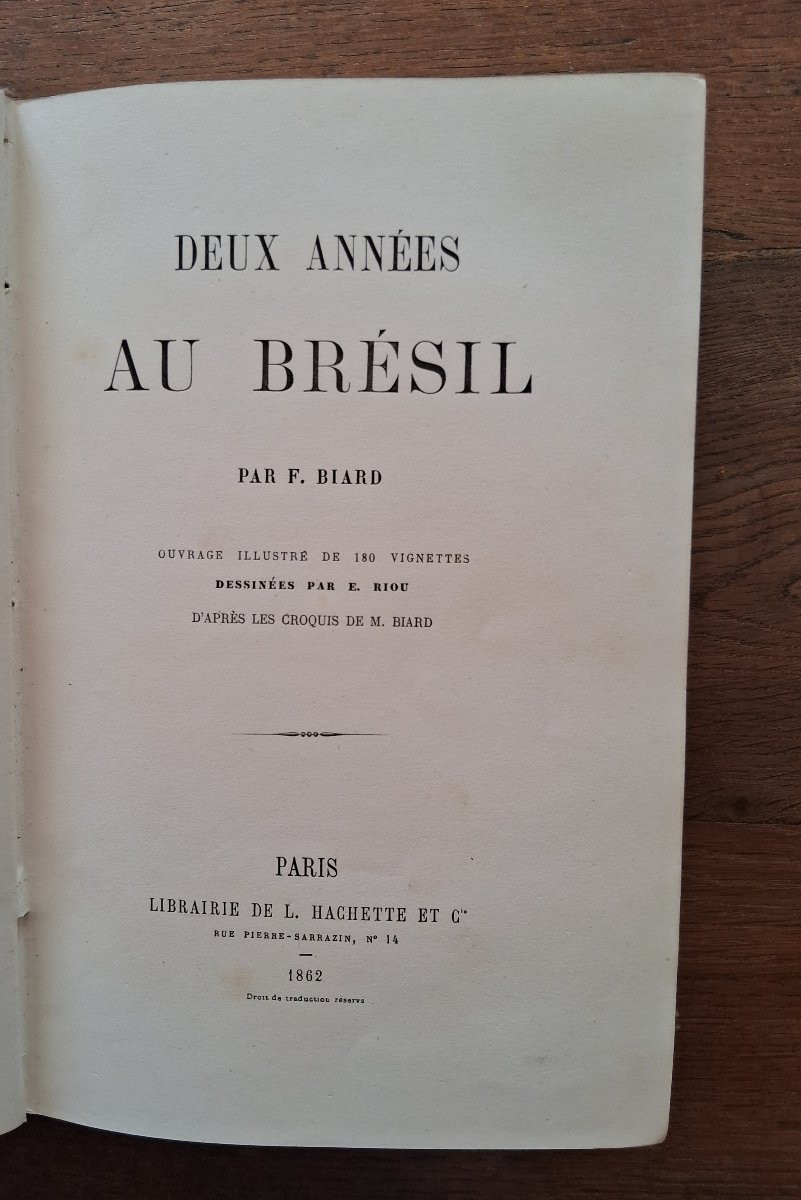 DEUX ANNÉES
AU BRÉSIL
PAR F. BIARD
OUVRAGE ILLUSTRÉ DE 180 VIGNETTES
DESSINÉES PAR E. RIOU
D'APRÈS LES CROQUIS DE M. BIARD
PARIS
LIBRAIRIE DE L. HACHETTE ET Cie
RUE PIERRE-SARRAZIN, N° 14
1862
Droit de traduction réservé